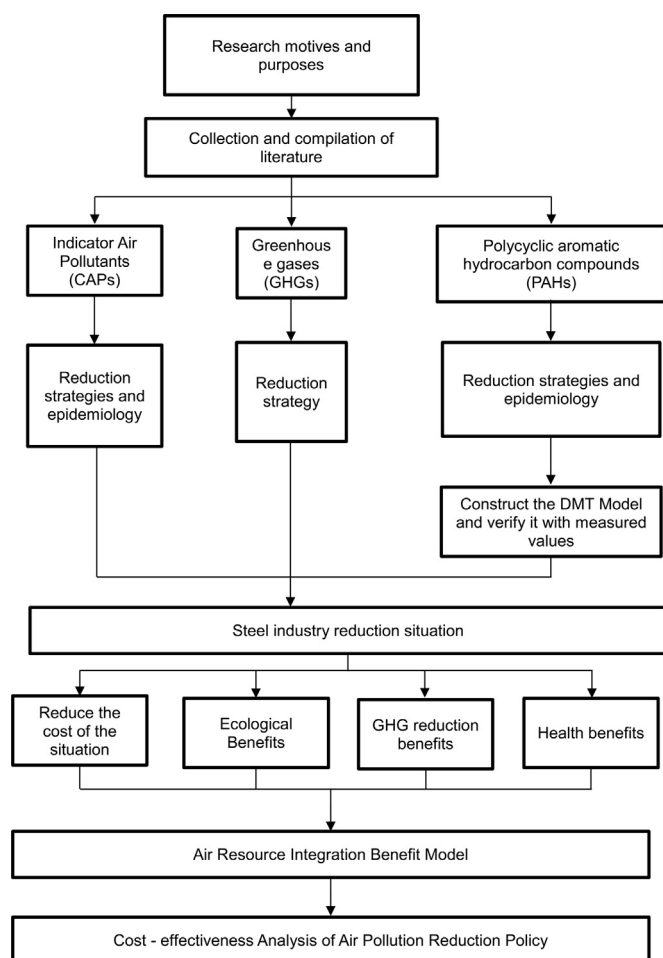 Research motives and
purposes
Collection and compilation of
literature
Indicator Air
Pollutants
(CAPs)
Greenhous
e gases
(GHGs)
Polycyclic aromatic
hydrocarbon compounds
(PAHs)
Reduction
strategies and
epidemiology
Reduction
strategy
Reduction strategies and
epidemiology
Construct the DMT Model
and verify it with measured
values
Steel industry reduction situation
Reduce the
cost of the
situation
Ecological
Benefits
GHG reduction
benefits
Health benefits
Air Resource Integration Benefit Model
Cost - effectiveness Analysis of Air Pollution Reduction Policy